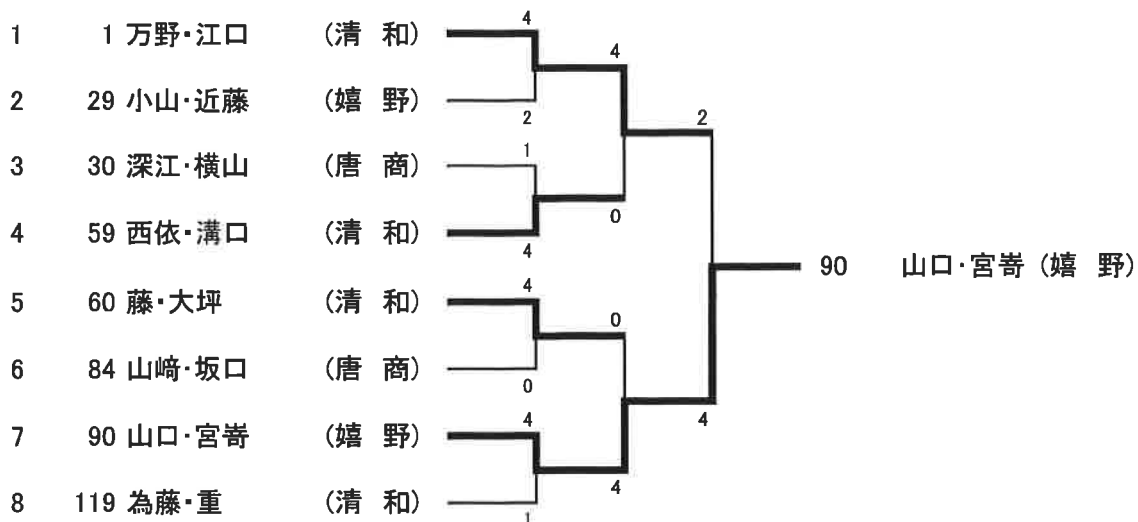 4
1 1 万野・江口 (清 和)
4
2 29 小山・近藤 (嬉 野)
2
2
1
3 30 深江・横山 (唐 商)
0
4 59 西依・溝口 (清 和)
4
90 山口・宮嵜 (嬉 野)
4
5 60 藤・大坪 (清 和)
0
6 84 山﨑・坂口 (唐 商)
0
4
4
7 90 山口・宮嵜 (嬉 野)
4
8 119 為藤・重 (清 和)
1